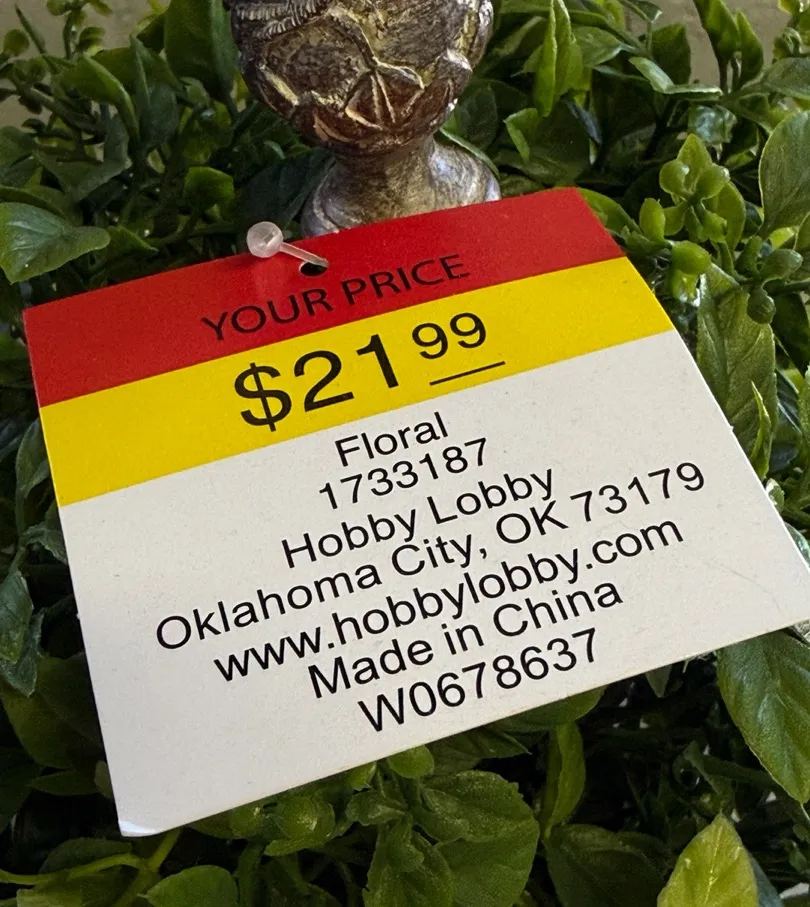 YOUR PRICE
$21 99
Floral
1733187
Hobby Lobby
Oklahoma City, OK 73179
www.hobbylobby.com
Made in China
W0678637